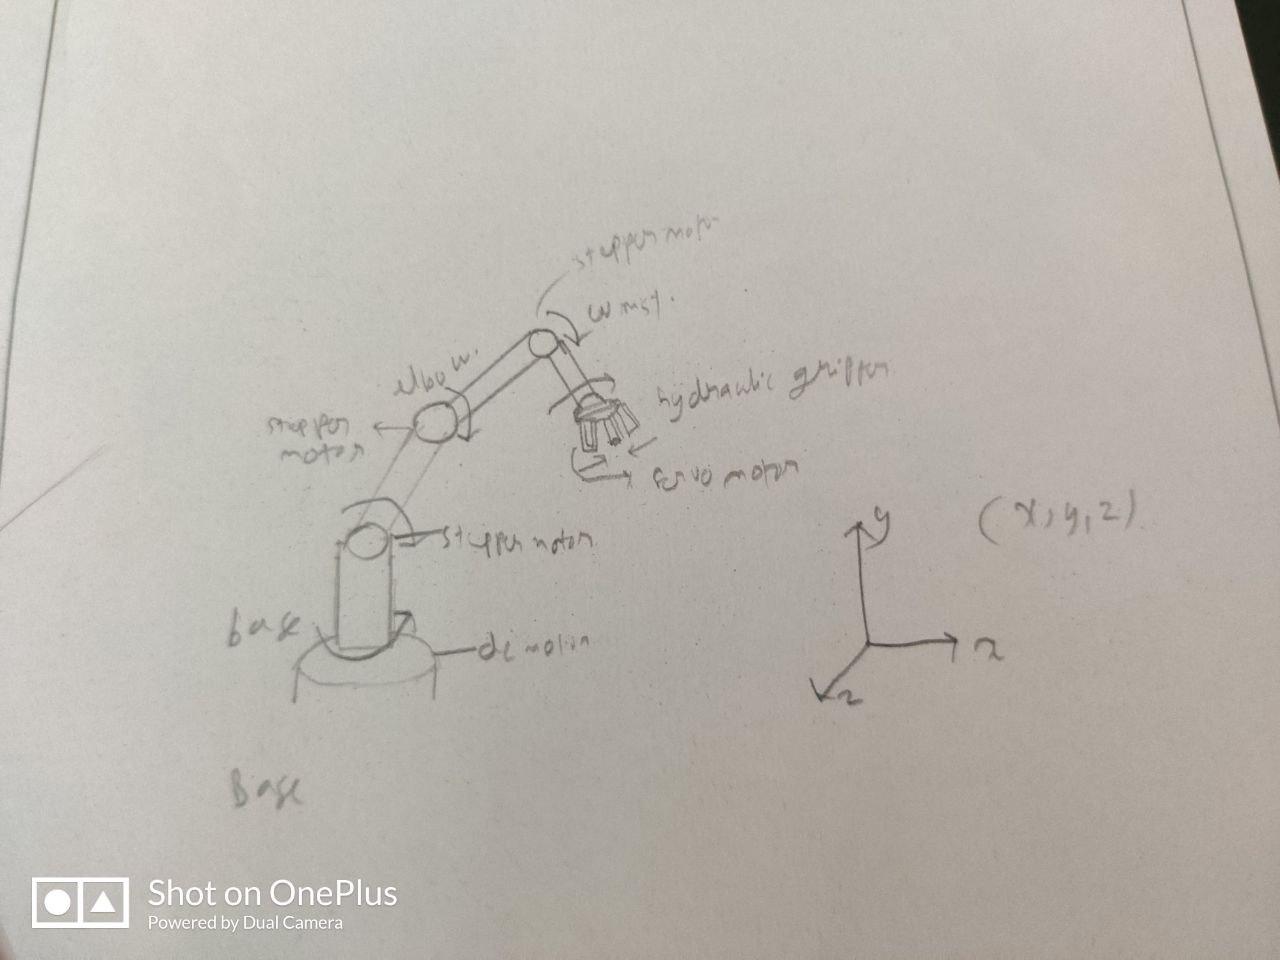 stepper motor
wrist.
elbow.
hydraulic gripper
stepper
motor
servo motor
stepper motor
y
(x, y, z)
base
dc motor
x
z
Base
Shot on OnePlus
Powered by Dual Camera